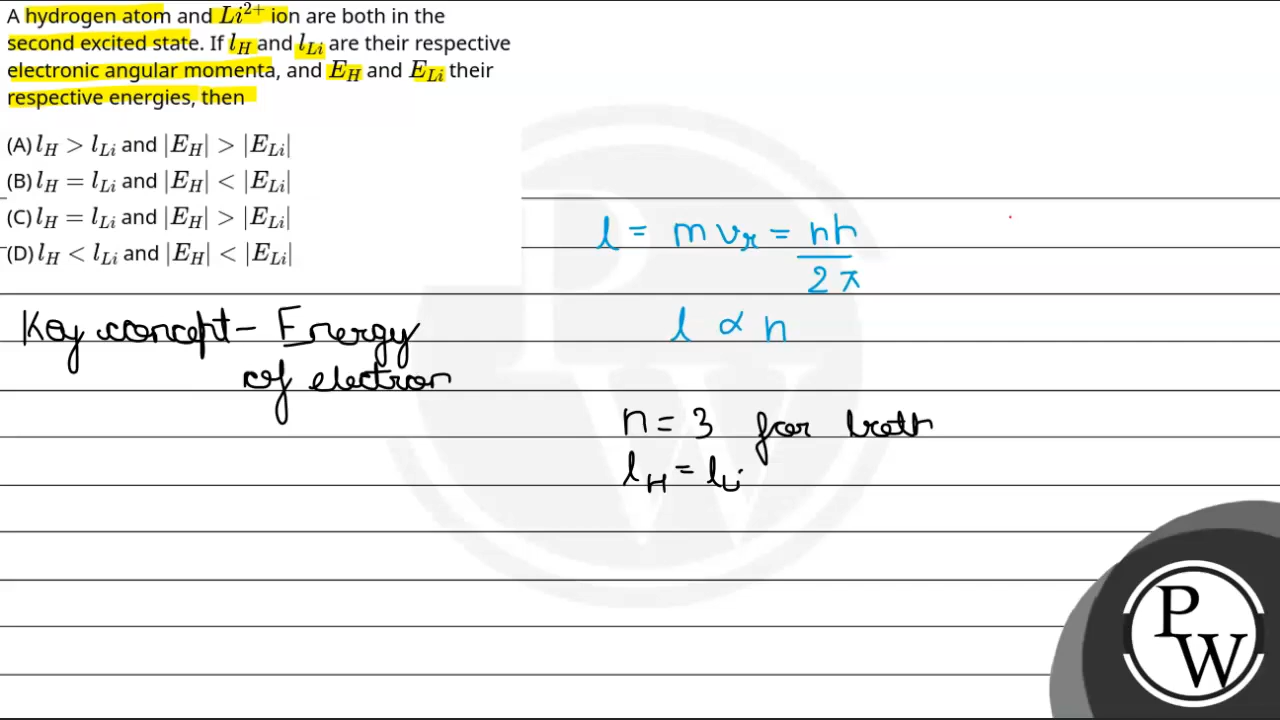 A hydrogen atom and Li²⁺ ion are both in the
second excited state. If l_H and l_Li are their respective
electronic angular momenta, and E_H and E_Li their
respective energies, then
(A) l_H > l_Li and |E_H| > |E_Li|
(B) l_H = l_Li and |E_H| < |E_Li|
(C) l_H = l_Li and |E_H| > |E_Li|
(D) l_H < l_Li and |E_H| < |E_Li|
Key concept - Energy
of electron
l = m v r = nh / 2π
l ∝ n
n = 3 for both
l_H = l_Li
P
W
P
W